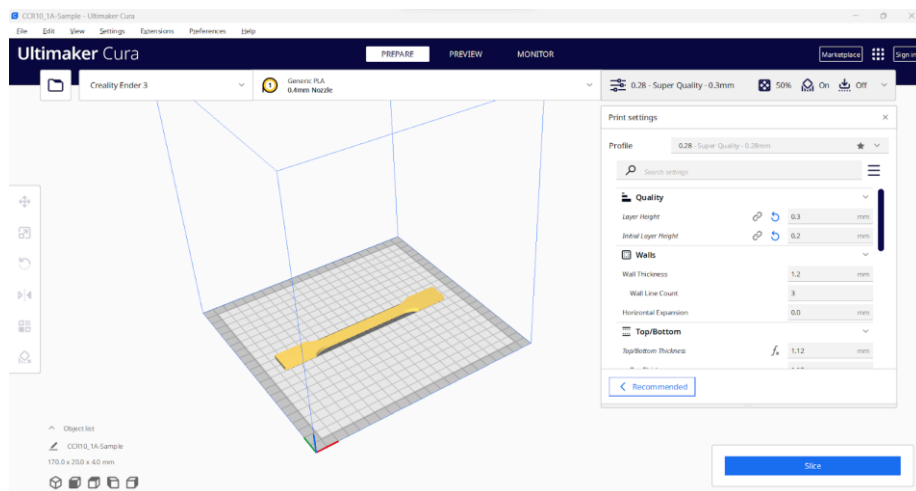 CCR10_1A-Sample - Ultimaker Cura
File Edit View Settings Extensions Preferences Help
Ultimaker Cura PREPARE PREVIEW MONITOR Marketplace Sign in
Creality Ender 3
1
Generic PLA
0.4mm Nozzle
0.28 - Super Quality - 0.3mm 50% On Off
Print settings
Profile 0.28 - Super Quality - 0.28mm
Search settings
Quality
Layer Height 0.3 mm
Initial Layer Height 0.2 mm
Walls
Wall Thickness 1.2 mm
Wall Line Count 3
Horizontal Expansion 0.0 mm
Top/Bottom
Top/Bottom Thickness 1.12 mm
Recommended
Object list
CCR10_1A-Sample
170.0 x 20.0 x 4.0 mm
Slice